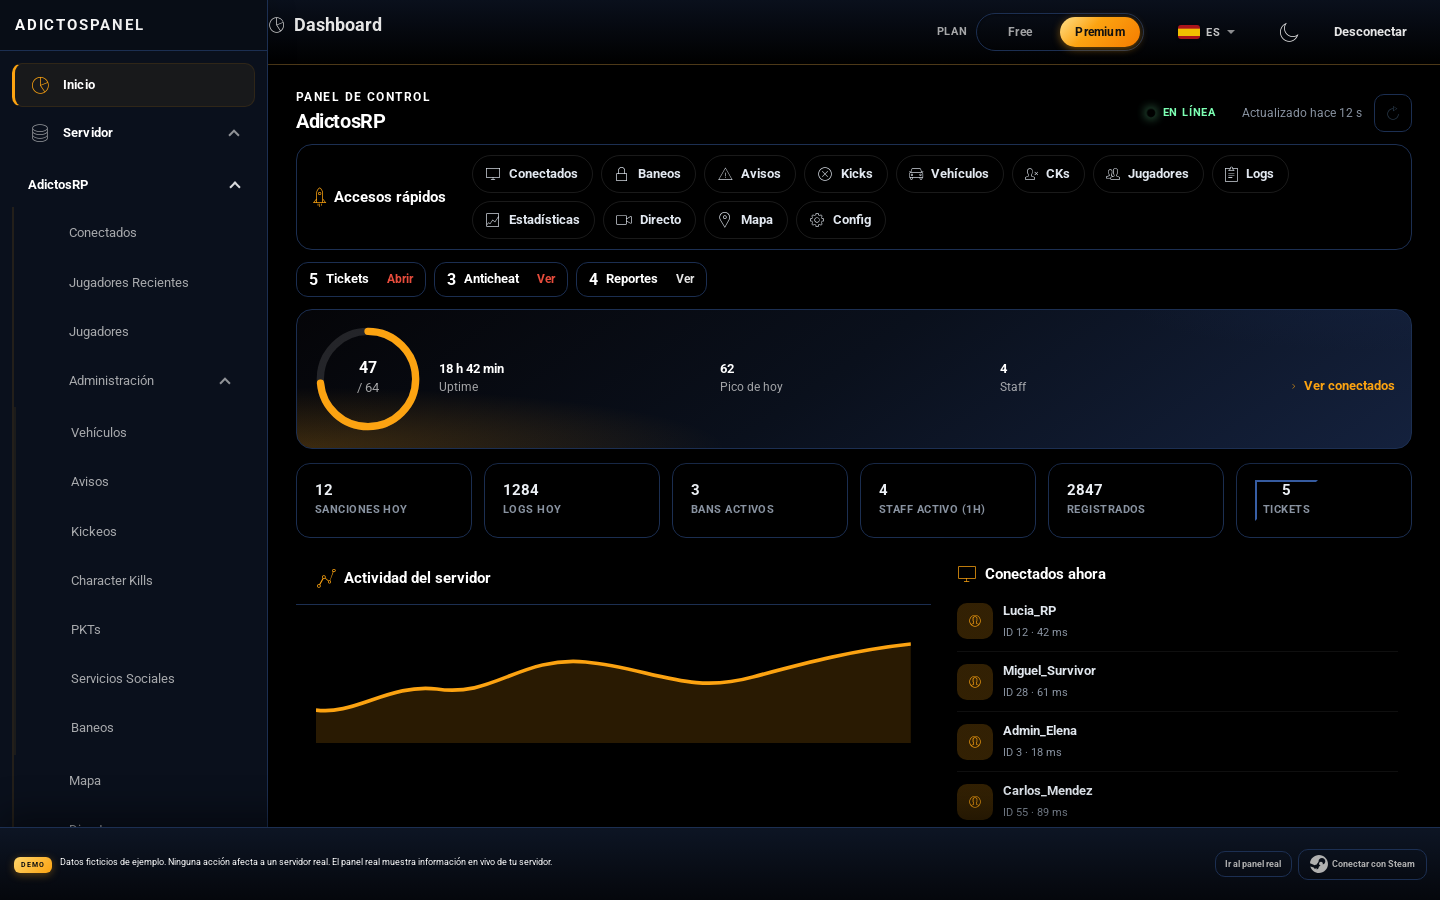 ADICTOSPANEL
Dashboard
PLAN
Free
Premium
ES
Desconectar
Inicio
Servidor
AdictosRP
Conectados
Jugadores Recientes
Jugadores
Administración
Vehículos
Avisos
Kickeos
Character Kills
PKTs
Servicios Sociales
Baneos
Mapa
PANEL DE CONTROL
AdictosRP
EN LÍNEA
Actualizado hace 12 s
Accesos rápidos
Conectados
Baneos
Avisos
Kicks
Vehículos
CKs
Jugadores
Logs
Estadísticas
Directo
Mapa
Config
5 Tickets Abrir
3 Anticheat Ver
4 Reportes Ver
47
/ 64
18 h 42 min
Uptime
62
Pico de hoy
4
Staff
› Ver conectados
12
SANCIONES HOY
1284
LOGS HOY
3
BANS ACTIVOS
4
STAFF ACTIVO (1H)
2847
REGISTRADOS
5
TICKETS
Actividad del servidor
Conectados ahora
Lucia_RP
ID 12 · 42 ms
Miguel_Survivor
ID 28 · 61 ms
Admin_Elena
ID 3 · 18 ms
Carlos_Mendez
ID 55 · 89 ms
DEMO
Datos ficticios de ejemplo. Ninguna acción afecta a un servidor real. El panel real muestra información en vivo de tu servidor.
Ir al panel real
Conectar con Steam